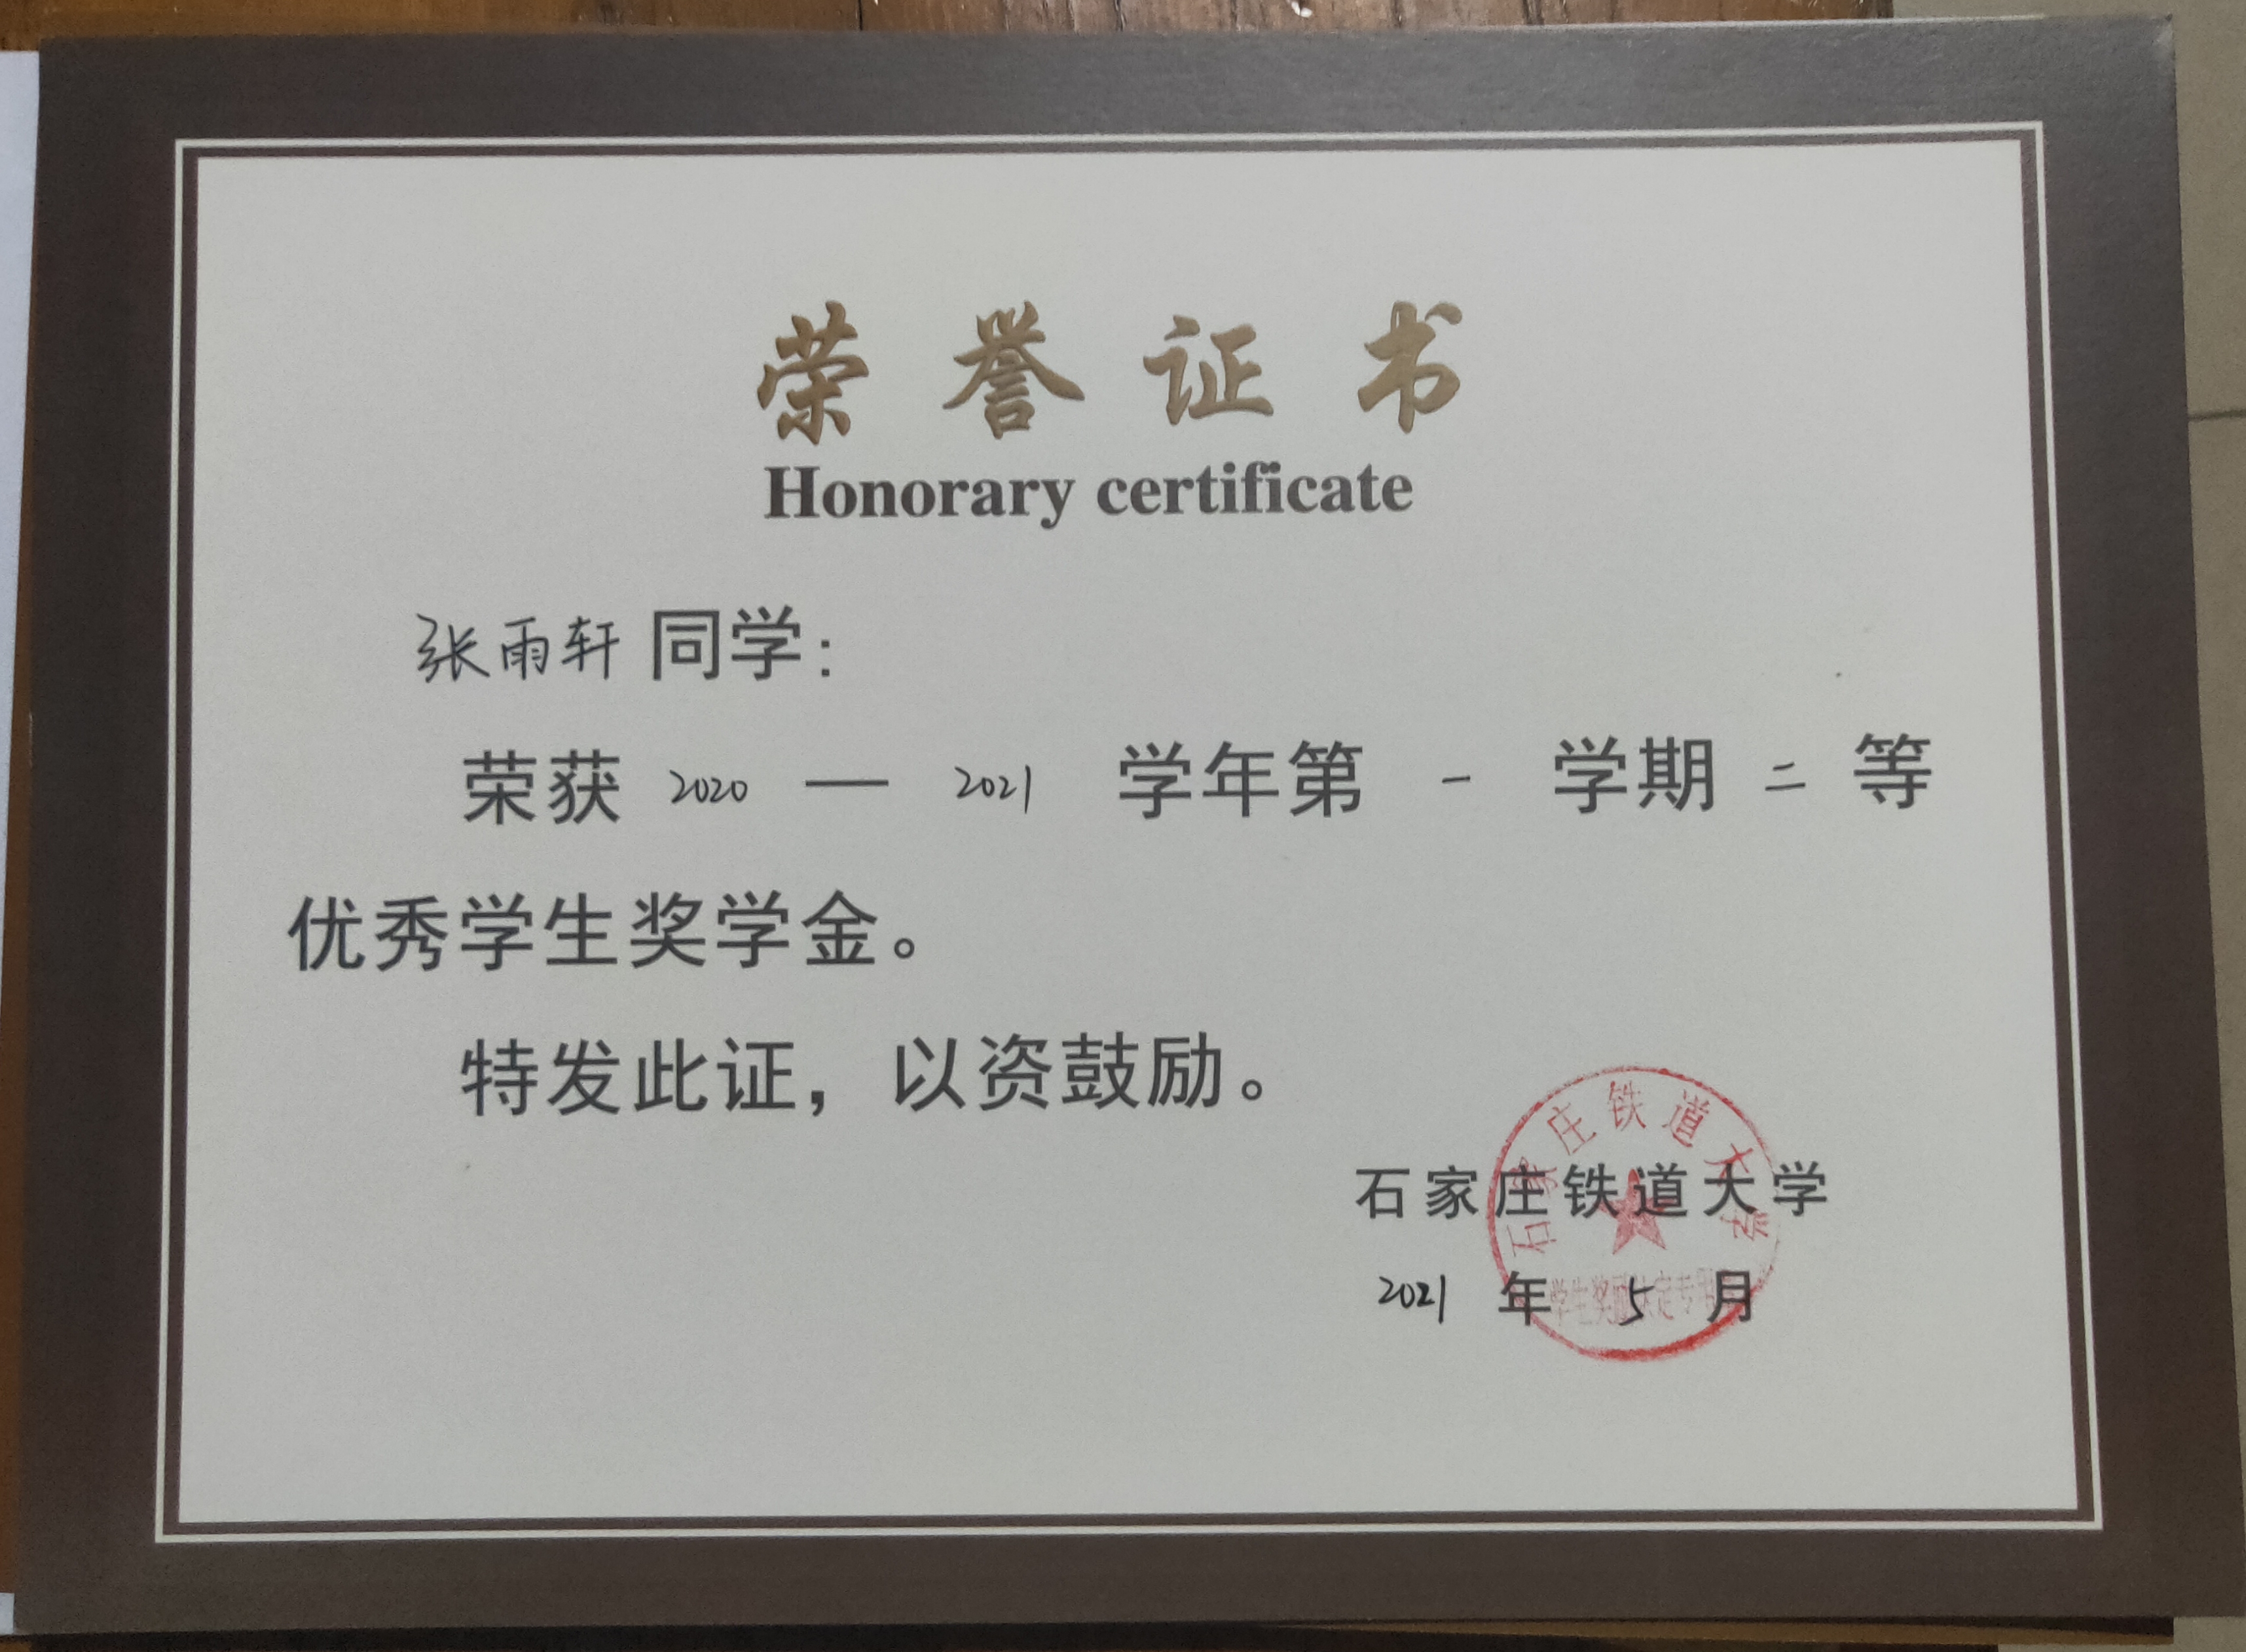 荣誉证书
Honorary certificate
张雨轩同学：
荣获 2020 — 2021 学年第 一 学期 二 等
优秀学生奖学金。
特发此证，以资鼓励。
石家庄铁道大学
2021 年 5 月
石家庄铁道大学
学生奖励认定专